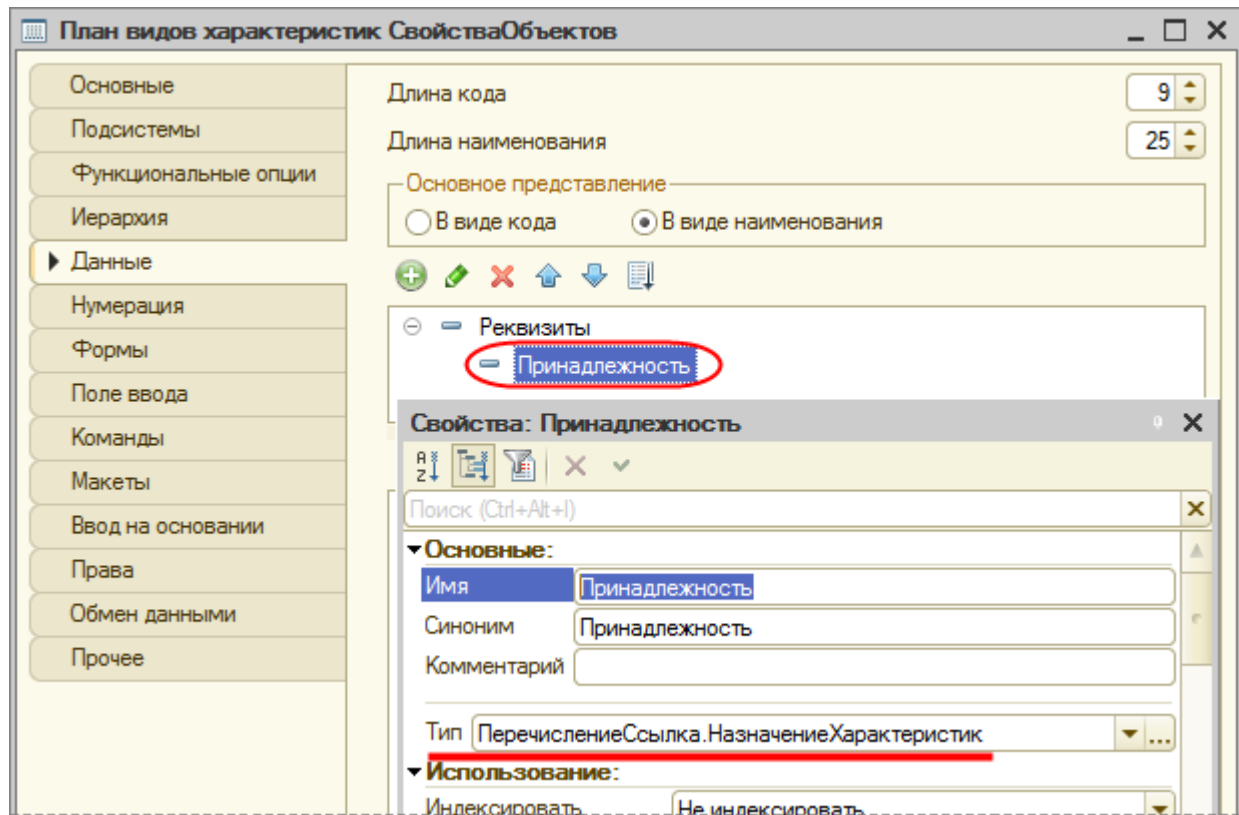 План видов характеристик СвойстваОбъектов
Основные
Подсистемы
Функциональные опции
Иерархия
Данные
Нумерация
Формы
Поле ввода
Команды
Макеты
Ввод на основании
Права
Обмен данными
Прочее
Длина кода 9
Длина наименования 25
Основное представление
В виде кода В виде наименования
Реквизиты
Принадлежность
Свойства: Принадлежность
Поиск (Ctrl+Alt+I)
Основные:
Имя Принадлежность
Синоним Принадлежность
Комментарий
Тип ПеречислениеСсылка.НазначениеХарактеристик
Использование:
Индексировать Не индексировать